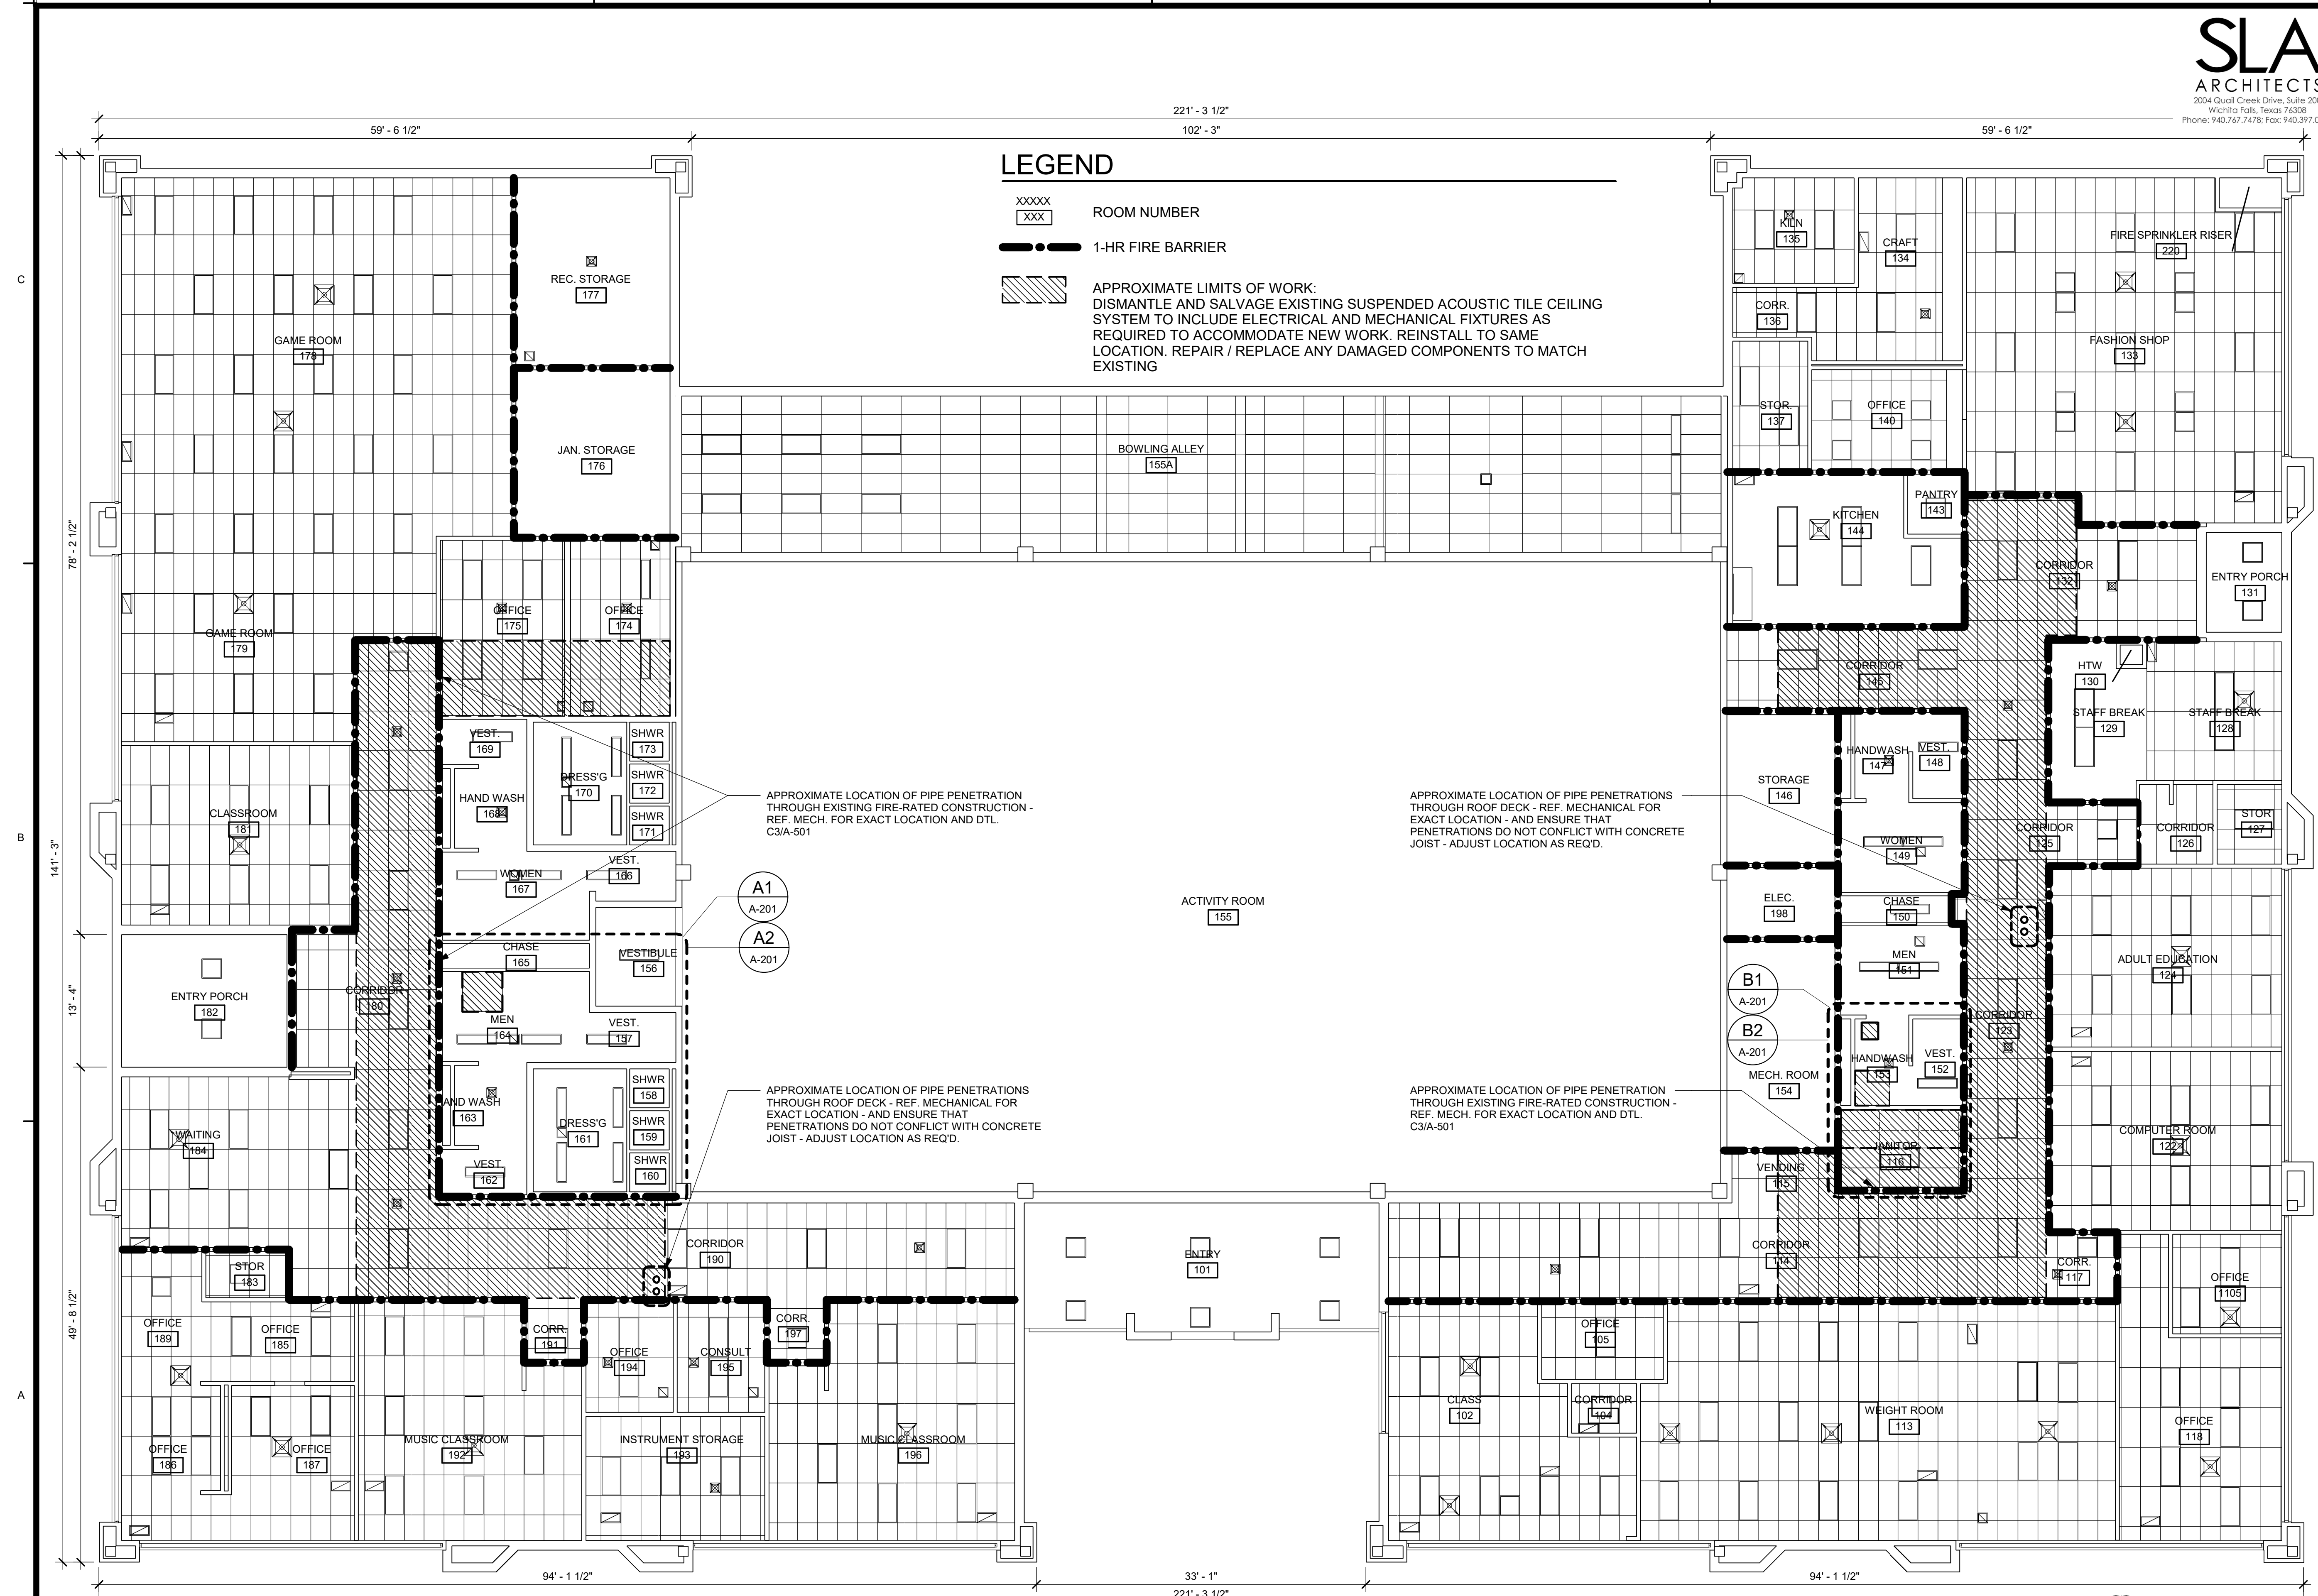 SLA
ARCHITECTS
2004 Quail Creek Drive, Suite
Wichita Falls, Texas 76308
Phone: 940.767.7478; Fax:
221' - 3 1/2"
59' - 6 1/2"
102' - 3"
59' - 6 1/2"
LEGEND
XXXXX
XXX
ROOM NUMBER
1-HR FIRE BARRIER
APPROXIMATE LIMITS OF WORK:
DISMANTLE AND SALVAGE EXISTING SUSPENDED ACOUSTIC TILE CEILING
SYSTEM TO INCLUDE ELECTRICAL AND MECHANICAL FIXTURES AS
REQUIRED TO ACCOMMODATE NEW WORK. REINSTALL TO SAME
LOCATION. REPAIR / REPLACE ANY DAMAGED COMPONENTS TO MATCH
EXISTING
C
B
A
141' - 3"
78' - 2 1/2"
13' - 4"
49' - 8 1/2"
REC. STORAGE
177
GAME ROOM
178
JAN. STORAGE
176
BOWLING ALLEY
155A
KILN
135
CRAFT
134
CORR.
136
FIRE SPRINKLER RISER
220
FASHION SHOP
133
STOR.
137
OFFICE
140
PANTRY
143
KITCHEN
144
CORRIDOR
132
ENTRY PORCH
131
OFFICE
175
OFFICE
174
GAME ROOM
179
CORRIDOR
145
HTW
130
STAFF BREAK
129
STAFF BREAK
128
VEST.
169
DRESS'G
170
SHWR
173
SHWR
172
SHWR
171
HAND WASH
168
CLASSROOM
181
WOMEN
167
VEST.
166
APPROXIMATE LOCATION OF PIPE PENETRATION
THROUGH EXISTING FIRE-RATED CONSTRUCTION -
REF. MECH. FOR EXACT LOCATION AND DTL.
C3/A-501
APPROXIMATE LOCATION OF PIPE PENETRATIONS
THROUGH ROOF DECK - REF. MECHANICAL FOR
EXACT LOCATION - AND ENSURE THAT
PENETRATIONS DO NOT CONFLICT WITH CONCRETE
JOIST - ADJUST LOCATION AS REQ'D.
STORAGE
146
HANDWASH
147
VEST.
148
WOMEN
149
CORRIDOR
125
CORRIDOR
126
STOR
127
A1
A-201
A2
A-201
ACTIVITY ROOM
155
ELEC.
198
CHASE
150
MEN
151
ADULT EDUCATION
124
CHASE
165
VESTIBULE
156
ENTRY PORCH
182
CORRIDOR
180
MEN
164
VEST.
157
B1
A-201
B2
A-201
CORRIDOR
123
HANDWASH
153
VEST.
152
MECH. ROOM
154
AND WASH
163
DRESS'G
161
SHWR
158
SHWR
159
SHWR
160
VEST.
162
APPROXIMATE LOCATION OF PIPE PENETRATIONS
THROUGH ROOF DECK - REF. MECHANICAL FOR
EXACT LOCATION - AND ENSURE THAT
PENETRATIONS DO NOT CONFLICT WITH CONCRETE
JOIST - ADJUST LOCATION AS REQ'D.
APPROXIMATE LOCATION OF PIPE PENETRATION
THROUGH EXISTING FIRE-RATED CONSTRUCTION -
REF. MECH. FOR EXACT LOCATION AND DTL.
C3/A-501
WAITING
184
VENDING
115
JANITOR
116
COMPUTER ROOM
122
STOR
183
CORRIDOR
190
ENTRY
101
CORRIDOR
114
CORR.
117
OFFICE
1105
OFFICE
189
OFFICE
185
CORR.
191
OFFICE
194
CONSULT
195
CORR.
197
OFFICE
105
CLASS
102
CORRIDOR
104
WEIGHT ROOM
113
OFFICE
118
OFFICE
186
OFFICE
187
MUSIC CLASSROOM
192
INSTRUMENT STORAGE
193
MUSIC CLASSROOM
196
94' - 1 1/2"
33' - 1"
94' - 1 1/2"
221' - 3 1/2"